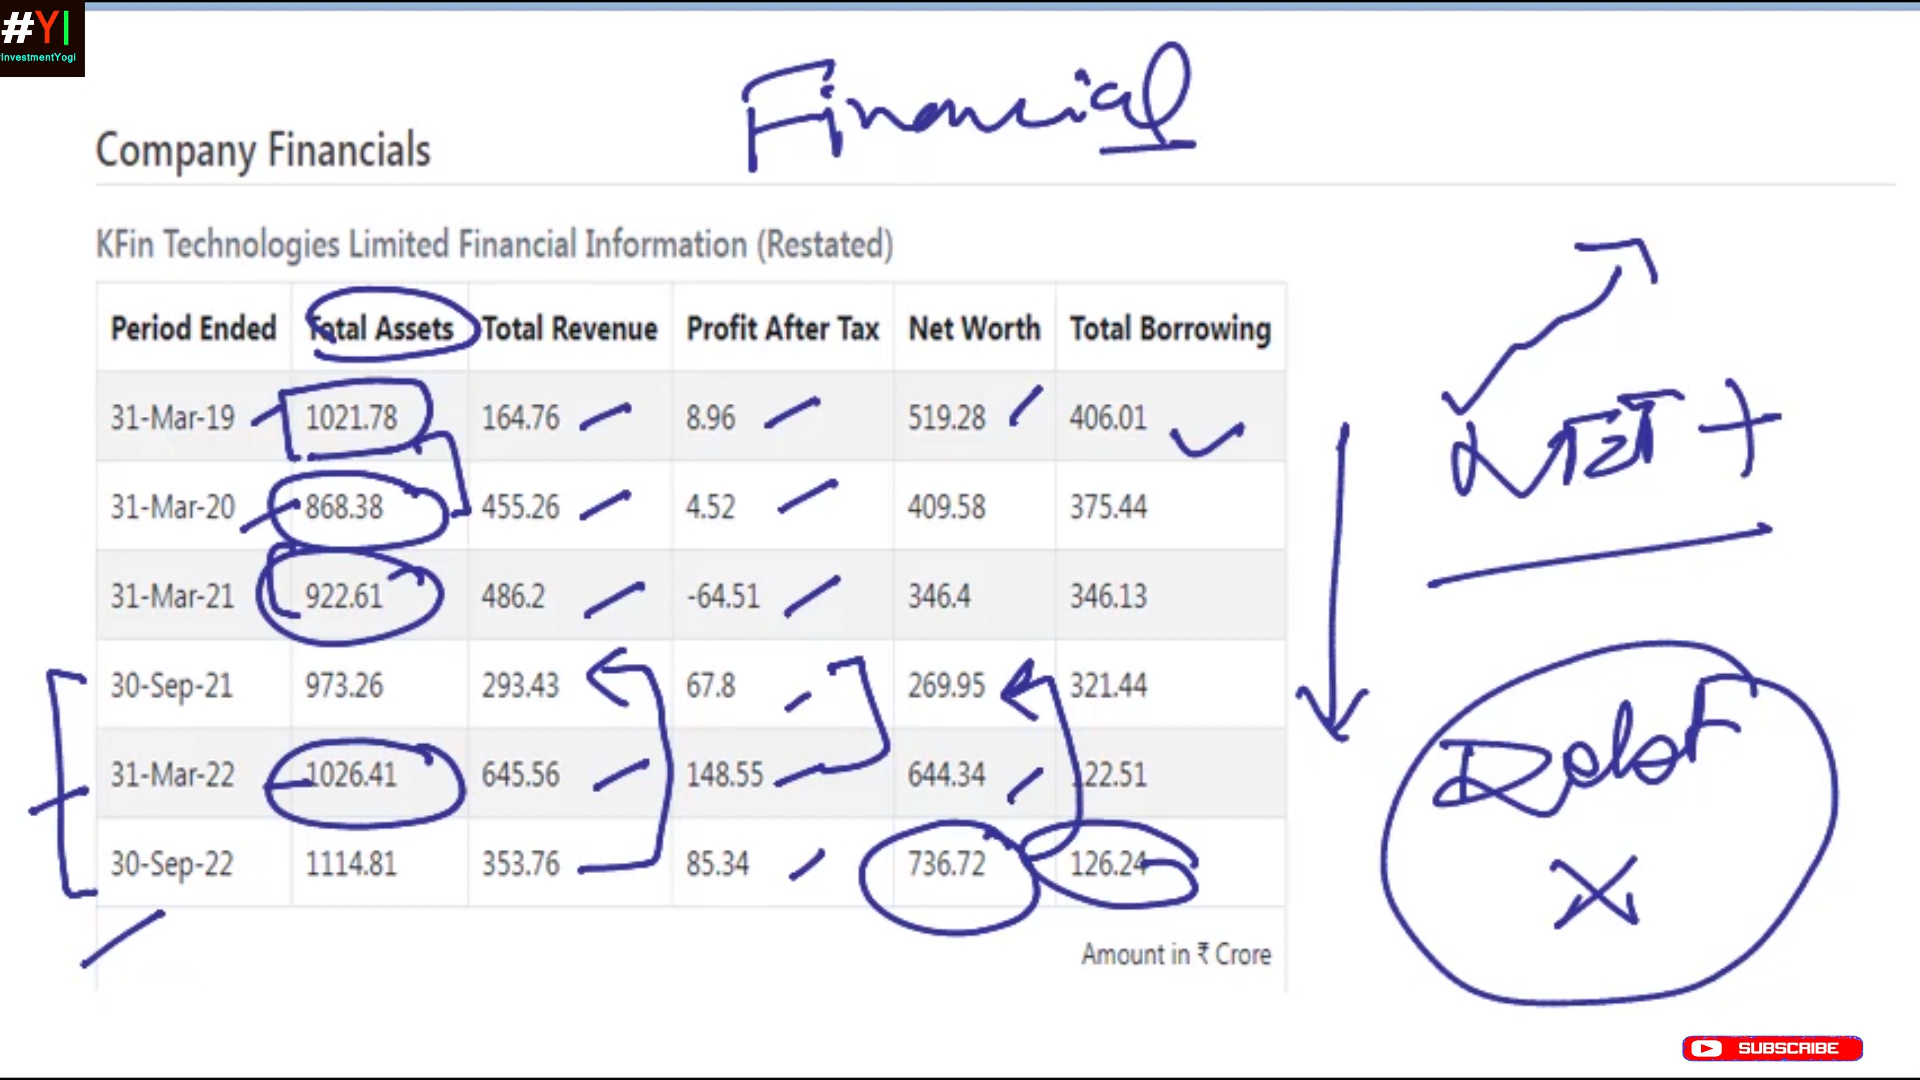 #YI
InvestmentYogi
Financial
Company Financials
KFin Technologies Limited Financial Information (Restated)
Period Ended Total Assets Total Revenue Profit After Tax Net Worth Total Borrowing
31-Mar-19 1021.78 164.76 8.96 519.28 406.01
31-Mar-20 868.38 455.26 4.52 409.58 375.44
31-Mar-21 922.61 486.2 -64.51 346.4 346.13
30-Sep-21 973.26 293.43 67.8 269.95 321.44
31-Mar-22 1026.41 645.56 148.55 644.34 22.51
30-Sep-22 1114.81 353.76 85.34 736.72 126.24
Amount in ₹ Crore
Debt
X
SUBSCRIBE